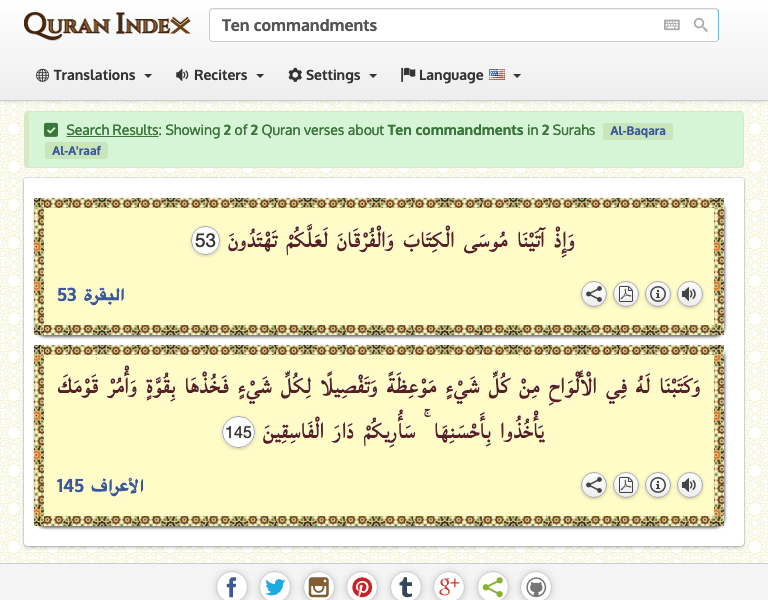 QURAN INDEX
Ten commandments
Translations
Reciters
Settings
Language
Search Results: Showing 2 of 2 Quran verses about Ten commandments in 2 Surahs Al-Baqara
Al-A'raaf
وَإِذْ آتَيْنَا مُوسَى الْكِتَابَ وَالْفُرْقَانَ لَعَلَّكُمْ تَهْتَدُونَ 53
البقرة 53
وَكَتَبْنَا لَهُ فِي الْأَلْوَاحِ مِنْ كُلِّ شَيْءٍ مَوْعِظَةً وَتَفْصِيلًا لِكُلِّ شَيْءٍ فَخُذْهَا بِقُوَّةٍ وَأْمُرْ قَوْمَكَ
يَأْخُذُوا بِأَحْسَنِهَا ۚ سَأُرِيكُمْ دَارَ الْفَاسِقِينَ 145
الأعراف 145